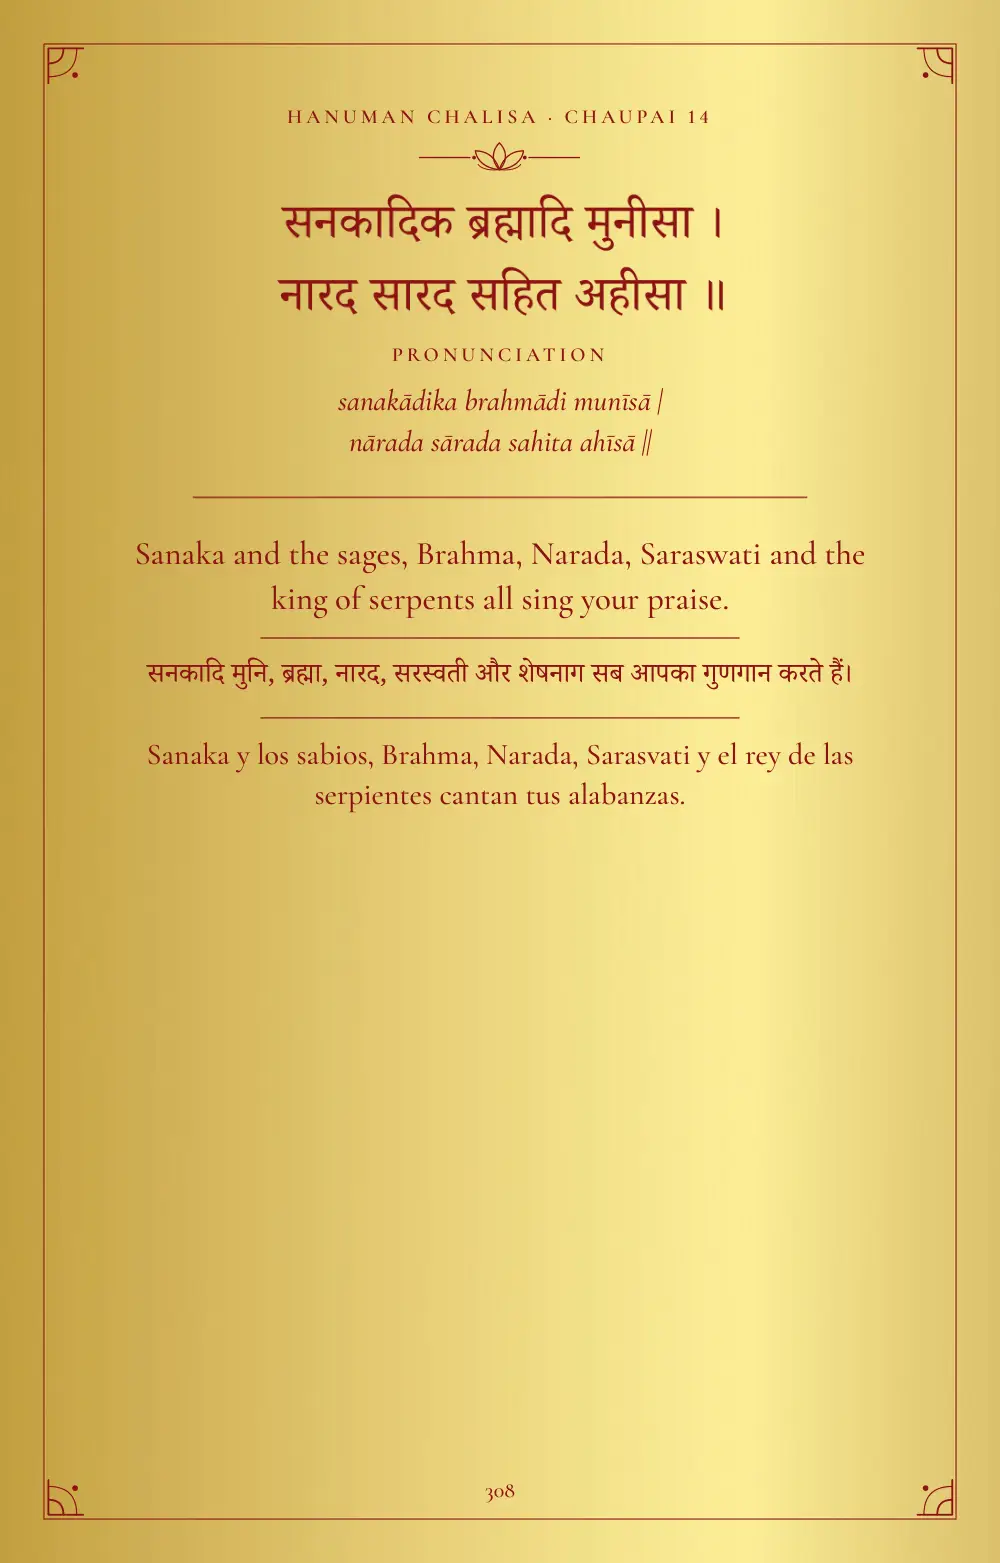 HANUMAN CHALISA · CHAUPAI 14
सनकादिक ब्रह्मादि मुनीसा ।
नारद सारद सहित अहीसा ॥
PRONUNCIATION
sanakādika brahmādi munīsā |
nārada sārada sahita ahīsā ||
Sanaka and the sages, Brahma, Narada, Saraswati and the
king of serpents all sing your praise.
सनकादि मुनि, ब्रह्मा, नारद, सरस्वती और शेषनाग सब आपका गुणगान करते हैं।
Sanaka y los sabios, Brahma, Narada, Sarasvati y el rey de las
serpientes cantan tus alabanzas.
308